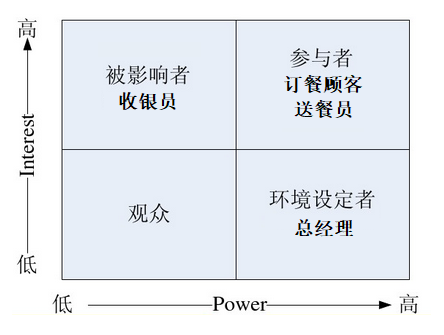 高
被影响者
收银员
参与者
订餐顾客
送餐员
Interest
观众
环境设定者
总经理
低
低
Power
高